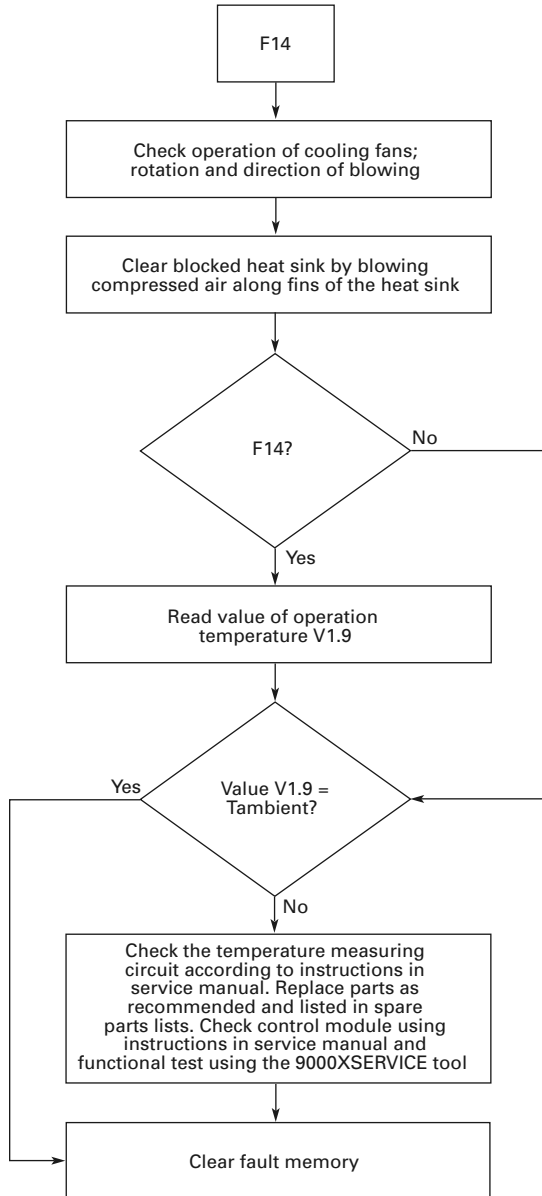 F14
Check operation of cooling fans;
rotation and direction of blowing
Clear blocked heat sink by blowing
compressed air along fins of the heat sink
F14?
No
Yes
Read value of operation
temperature V1.9
Yes
Value V1.9 =
Tambient?
No
Check the temperature measuring
circuit according to instructions in
service manual. Replace parts as
recommended and listed in spare
parts lists. Check control module using
instructions in service manual and
functional test using the 9000XSERVICE tool
Clear fault memory